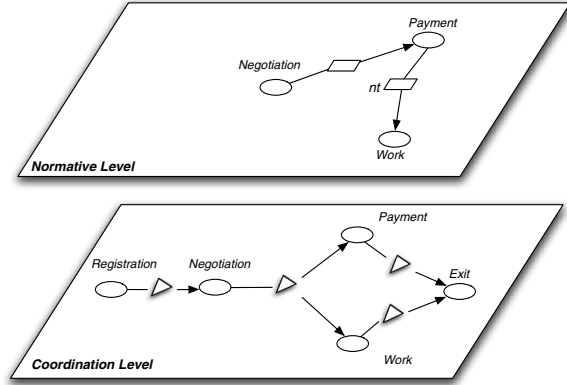 Payment
Negotiation
nt
Work
Normative Level
Payment
Registration
Negotiation
Exit
Work
Coordination Level